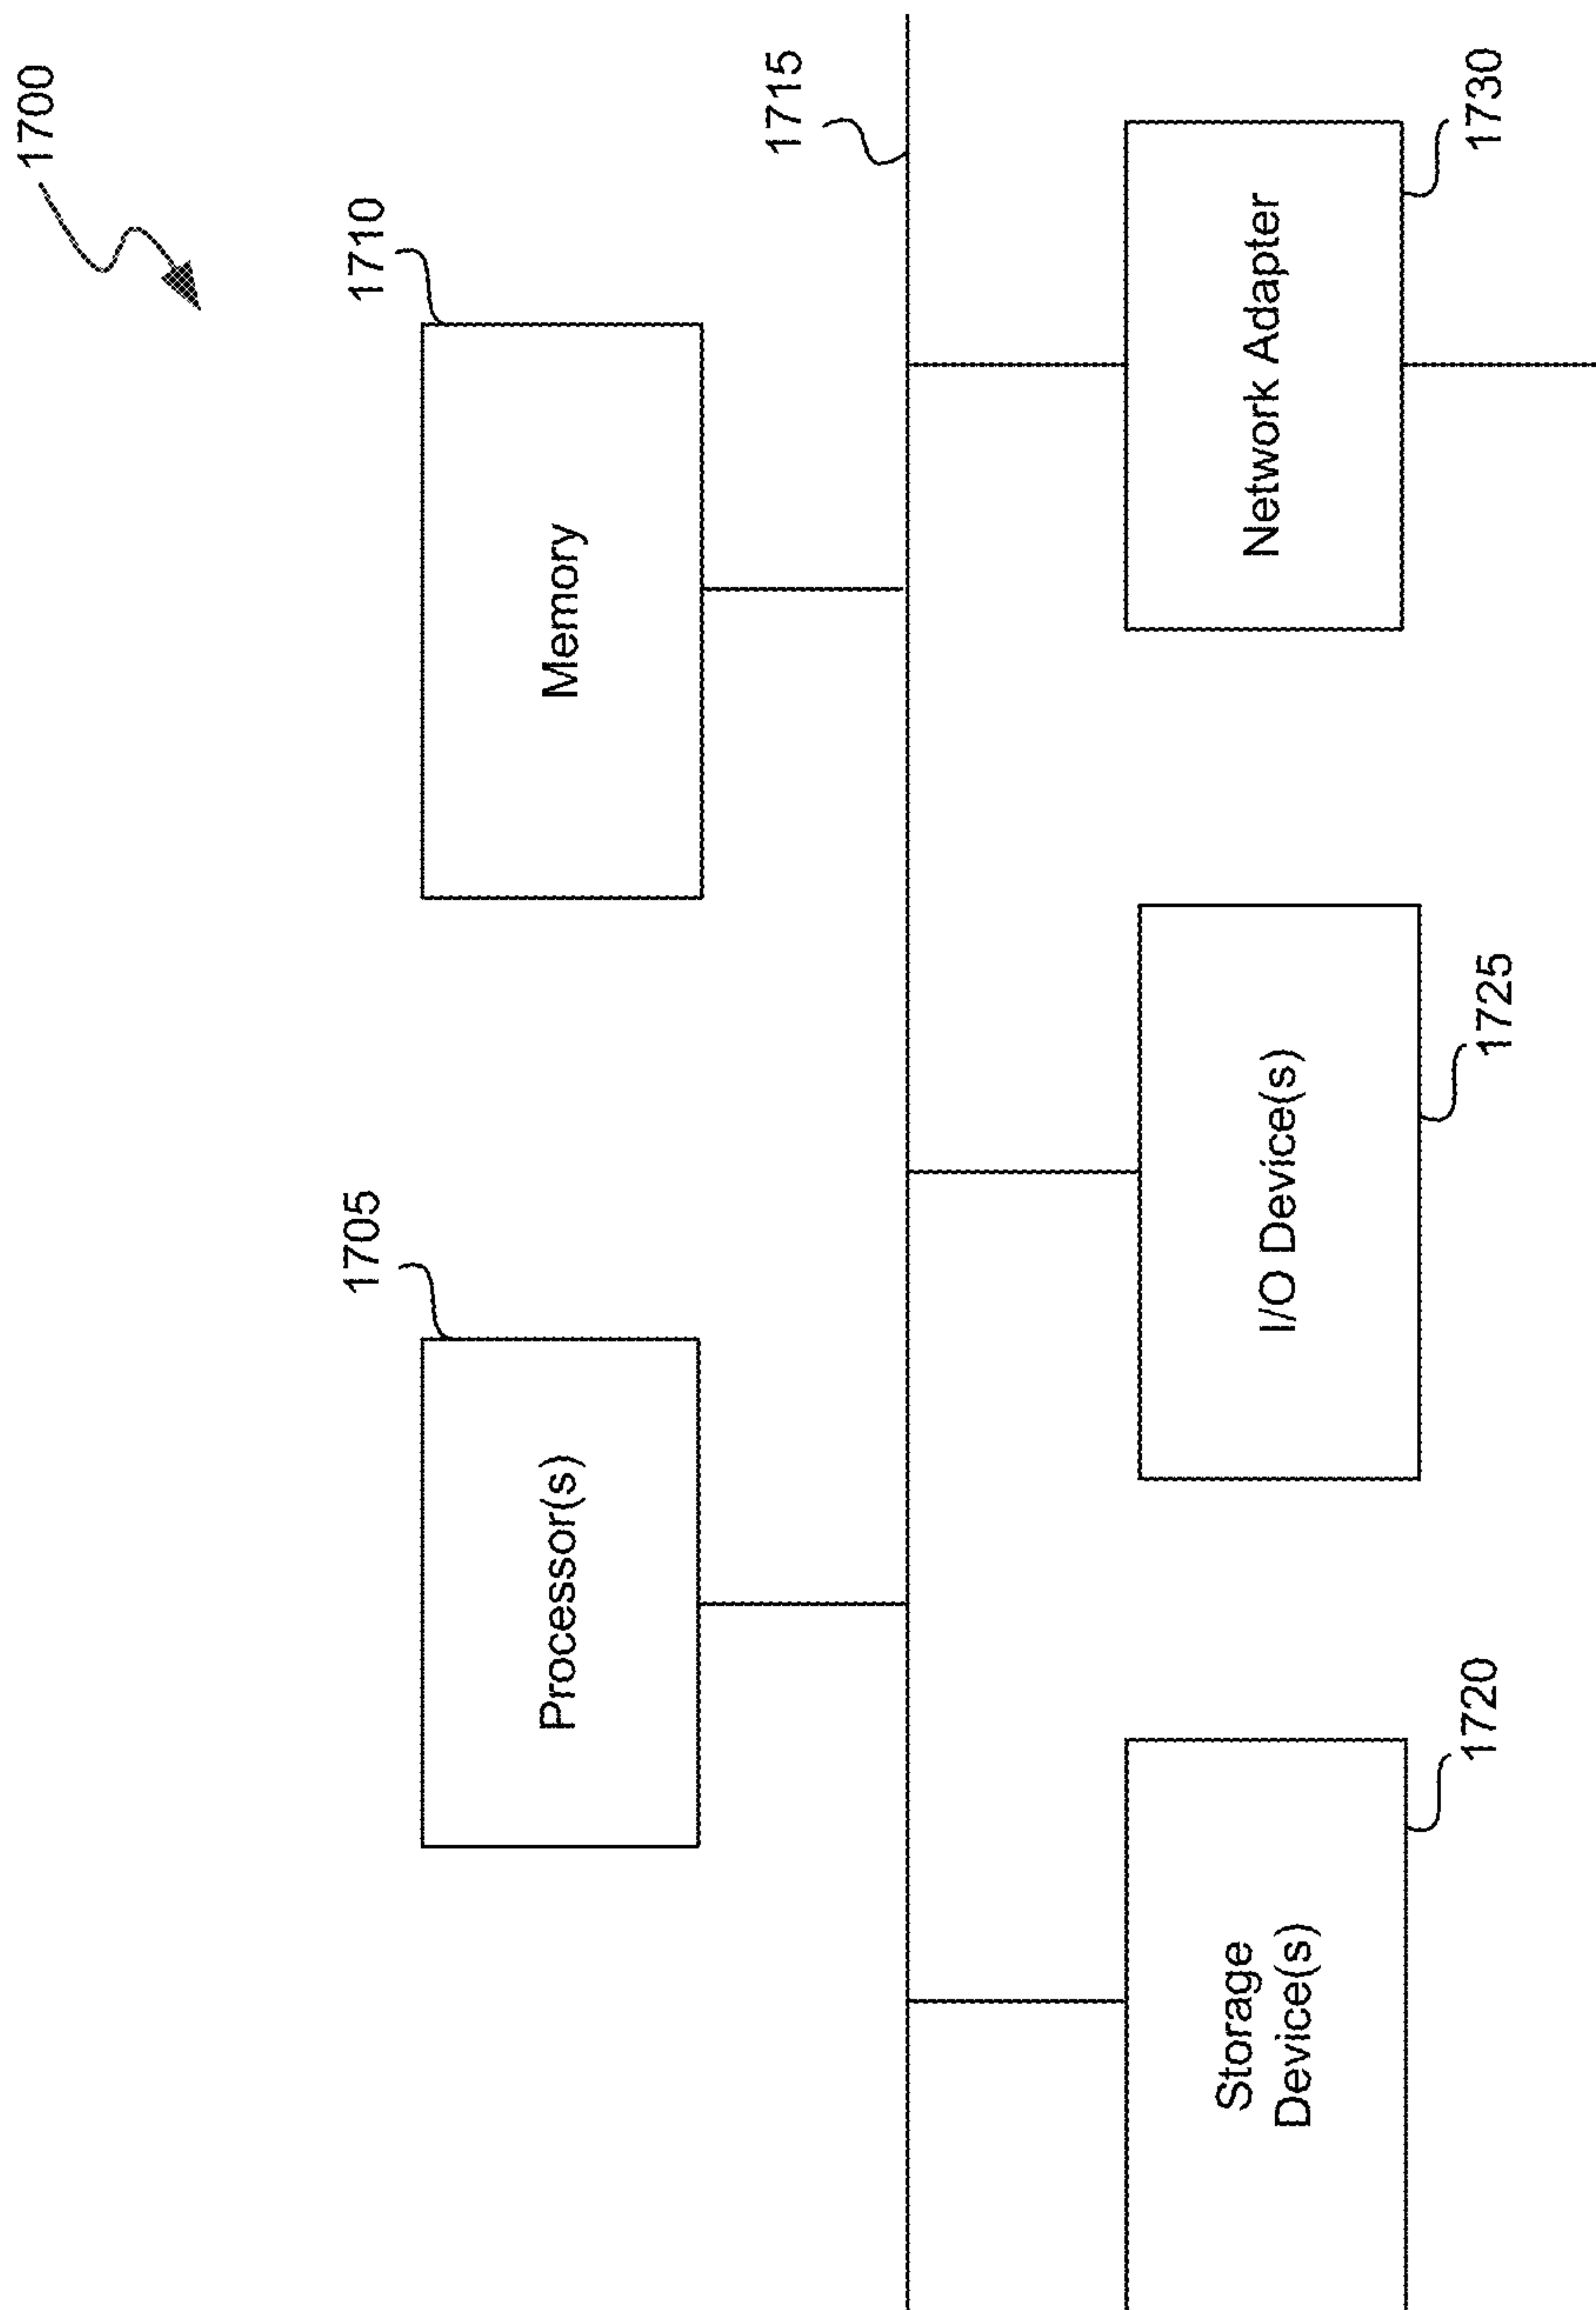 1700
1705
1710
Processor(s)
Memory
1715
Storage
Device(s)
I/O Device(s)
Network Adapter
1720
1725
1730